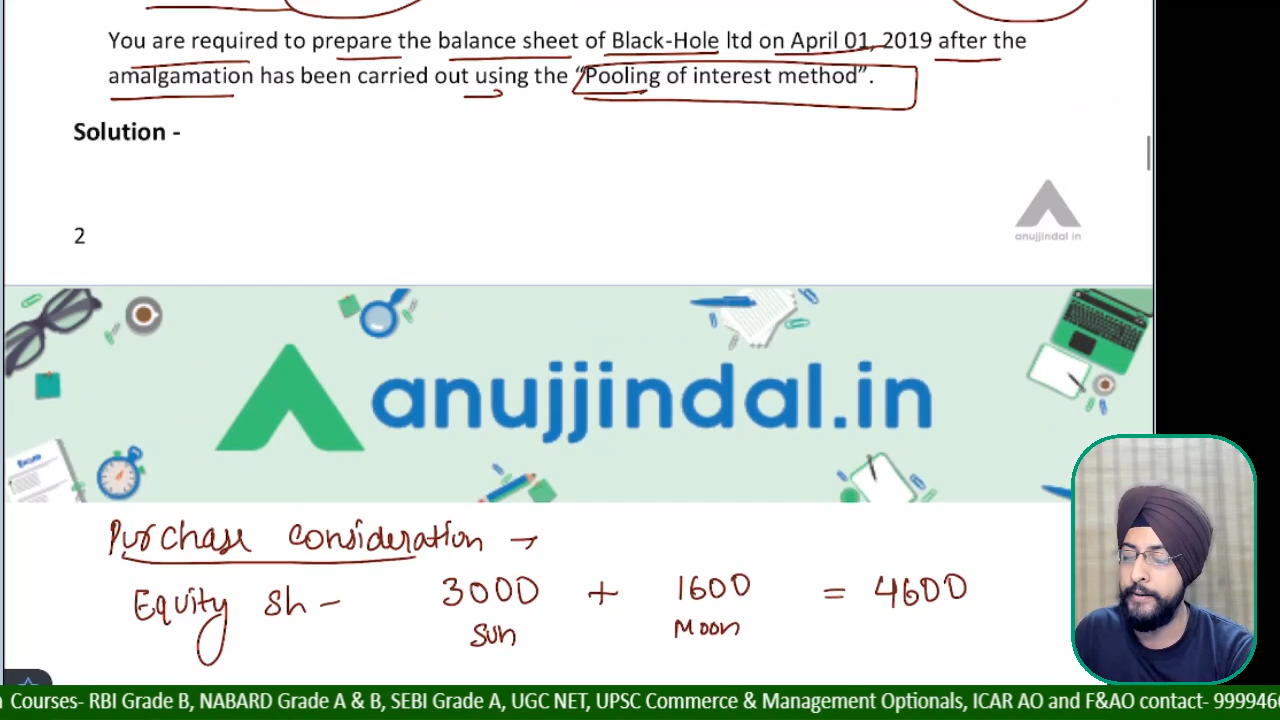 You are required to prepare the balance sheet of Black-Hole ltd on April 01, 2019 after the
amalgamation has been carried out using the “Pooling of interest method”.
Solution -
anujjindal.in
2
anujjindal.in
Purchase consideration →
Equity Sh - 3000 + 1600 = 4600
Sun Moon
Courses- RBI Grade B, NABARD Grade A & B, SEBI Grade A, UGC NET, UPSC Commerce & Management Optionals, ICAR AO and F&AO contact- 9999460